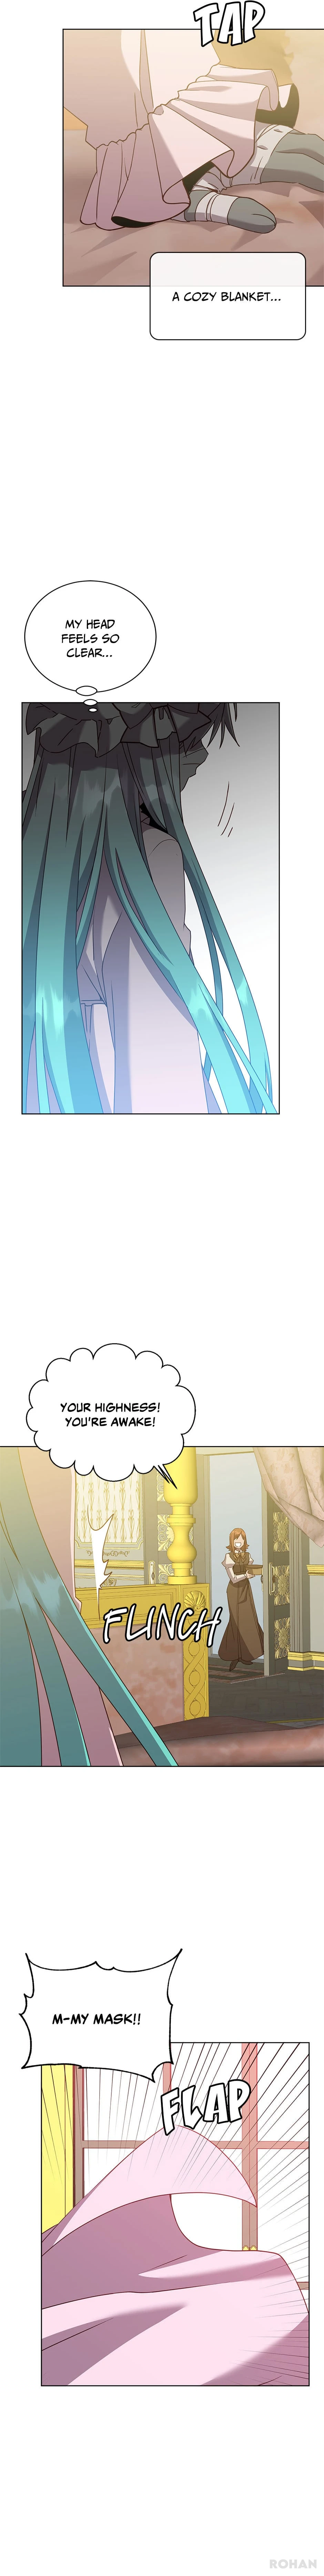 TAP
A COZY BLANKET...
MY HEAD
FEELS SO
CLEAR...
YOUR HIGHNESS!
YOU'RE AWAKE!
FLINCH
M-MY MASK!!
FLAP
ROHAN